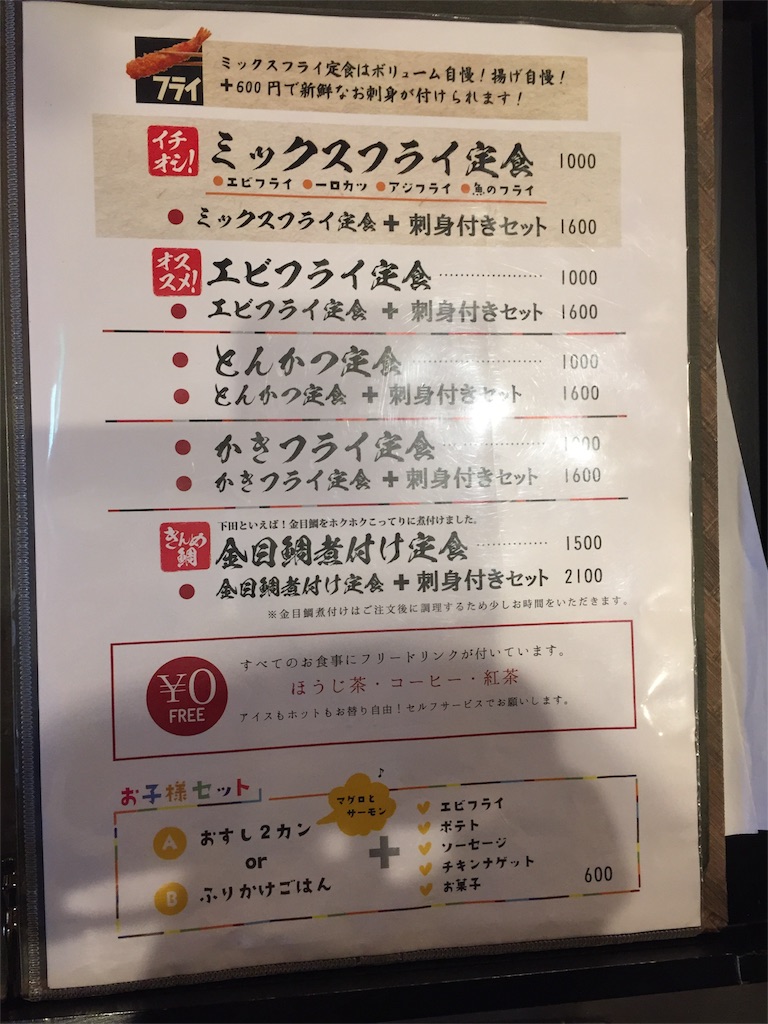 フライ
ミックスフライ定食はボリューム自慢！揚げ自慢！
＋600円で新鮮なお刺身が付けられます！
イチオシ！
ミックスフライ定食 1000
●エビフライ ●一口カツ ●アジフライ ●魚のフライ
● ミックスフライ定食＋刺身付きセット 1600
オススメ！
エビフライ定食 ………… 1000
● エビフライ定食＋刺身付きセット 1600
● とんかつ定食 ………… 1000
● とんかつ定食＋刺身付きセット 1600
● かきフライ定食 …………
● かきフライ定食＋刺身付きセット 1600
きんめ鯛
下田といえば！金目鯛をホクホクこってりに煮付けました。
金目鯛煮付け定食 ………… 1500
● 金目鯛煮付け定食＋刺身付きセット 2100
※金目鯛煮付けはご注文後に調理するため少しお時間をいただきます。
¥0
FREE
すべてのお食事にフリードリンクが付いています。
ほうじ茶・コーヒー・紅茶
アイスもホットもお替り自由！セルフサービスでお願いします。
お子様セット
マグロと
サーモン
A おすし2カン
or
B ふりかけごはん
＋
エビフライ
ポテト
ソーセージ
チキンナゲット
お菓子
600